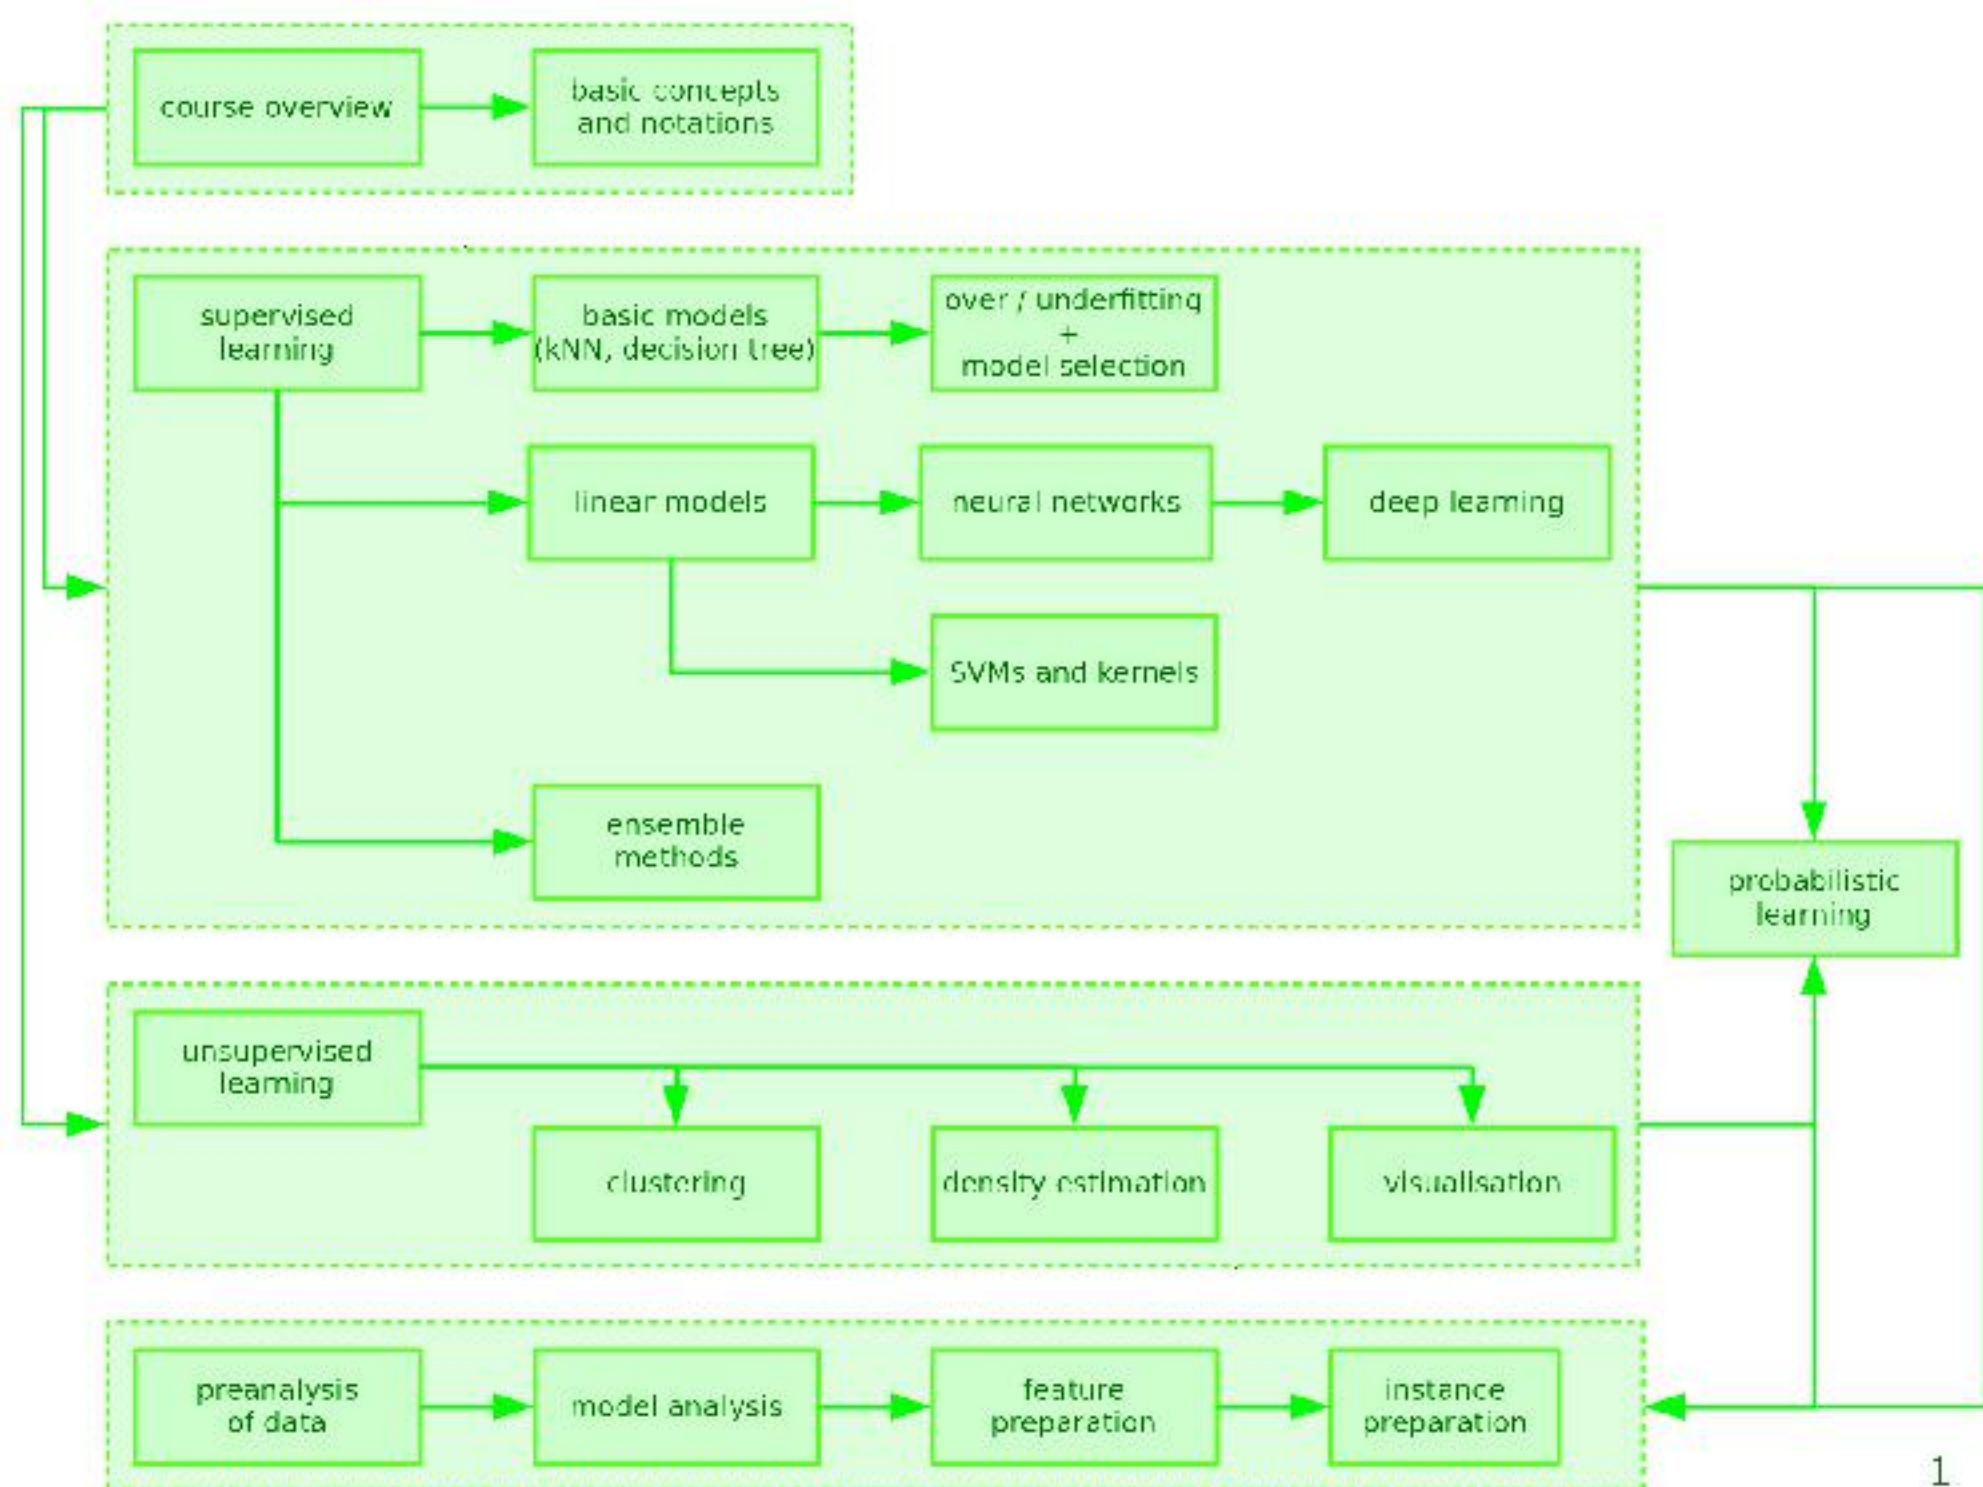 course overview
basic concepts
and notations
supervised
learning
basic models
(kNN, decision tree)
over / underfitting
+
model selection
linear models
neural networks
deep learning
SVMs and kernels
ensemble
methods
probabilistic
learning
unsupervised
learning
clustering
density estimation
visualisation
preanalysis
of data
model analysis
feature
preparation
instance
preparation
1